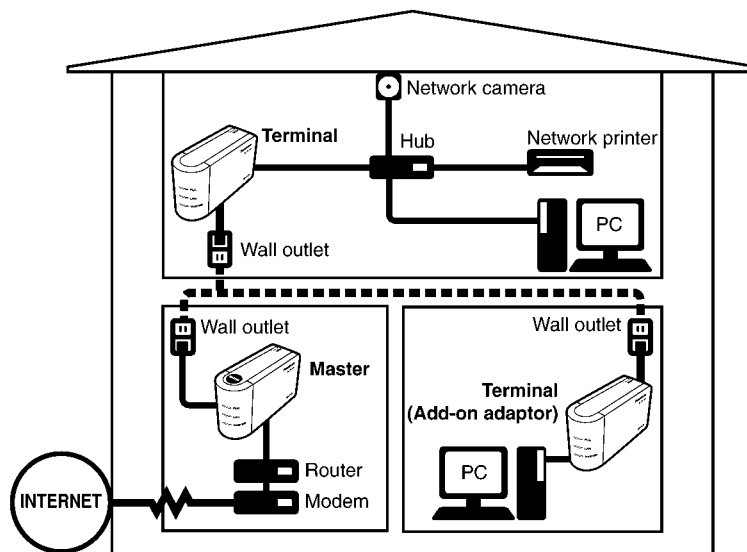 Network camera
Terminal
Hub
Network printer
PC
Wall outlet
Wall outlet
Master
Router
Modem
INTERNET
Wall outlet
Terminal
(Add-on adaptor)
PC